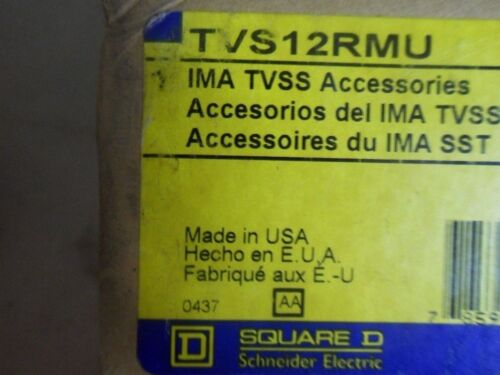 TVS12RMU
IMA TVSS Accessories
Accesorios del IMA TVSS
Accessoires du IMA SST
Made in USA
Hecho en E.U.A.
Fabriqué aux É.-U
0437 AA
7
D SQUARE D
Schneider Electric